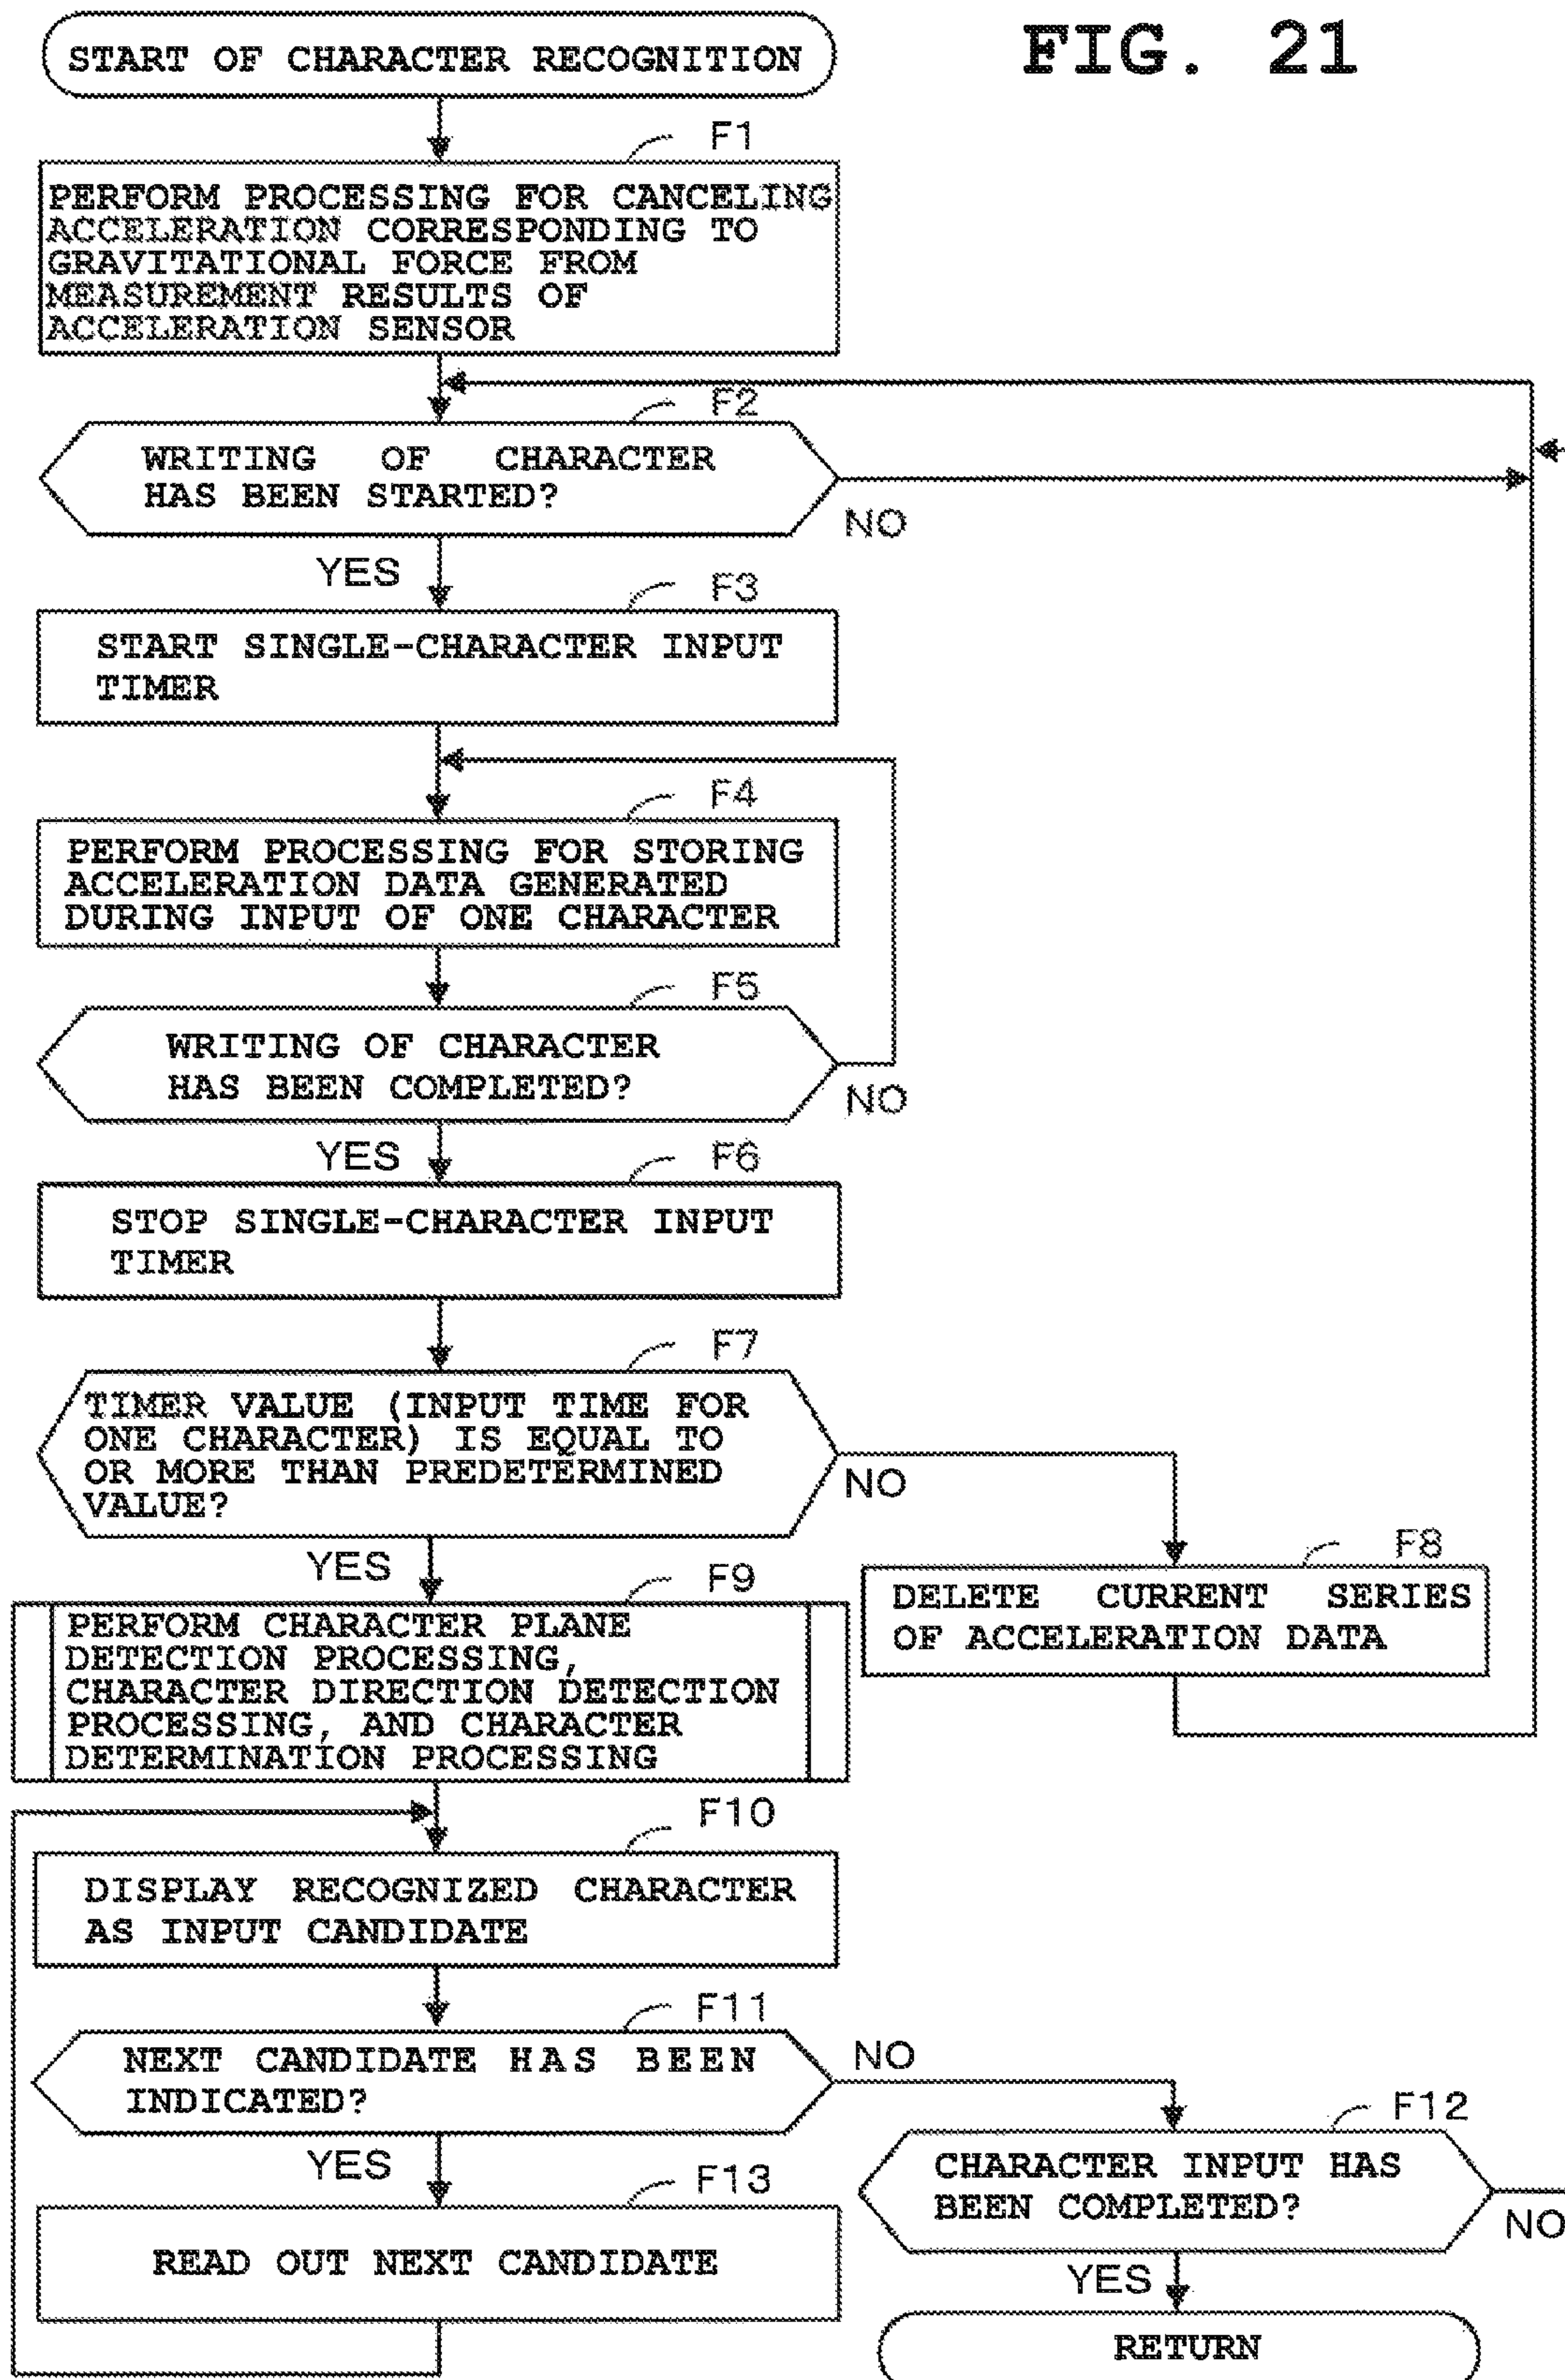 FIG. 21
START OF CHARACTER RECOGNITION
F1
PERFORM PROCESSING FOR CANCELING
ACCELERATION CORRESPONDING TO
GRAVITATIONAL FORCE FROM
MEASUREMENT RESULTS OF
ACCELERATION SENSOR
F2
WRITING OF CHARACTER
HAS BEEN STARTED?
NO
YES
F3
START SINGLE-CHARACTER INPUT
TIMER
F4
PERFORM PROCESSING FOR STORING
ACCELERATION DATA GENERATED
DURING INPUT OF ONE CHARACTER
F5
WRITING OF CHARACTER
HAS BEEN COMPLETED?
NO
YES
F6
STOP SINGLE-CHARACTER INPUT
TIMER
F7
TIMER VALUE (INPUT TIME FOR
ONE CHARACTER) IS EQUAL TO
OR MORE THAN PREDETERMINED
VALUE?
NO
YES
F8
DELETE CURRENT SERIES
OF ACCELERATION DATA
F9
PERFORM CHARACTER PLANE
DETECTION PROCESSING,
CHARACTER DIRECTION DETECTION
PROCESSING, AND CHARACTER
DETERMINATION PROCESSING
F10
DISPLAY RECOGNIZED CHARACTER
AS INPUT CANDIDATE
F11
NEXT CANDIDATE HAS BEEN
INDICATED?
NO
YES
F12
CHARACTER INPUT HAS
BEEN COMPLETED?
NO
YES
F13
READ OUT NEXT CANDIDATE
RETURN